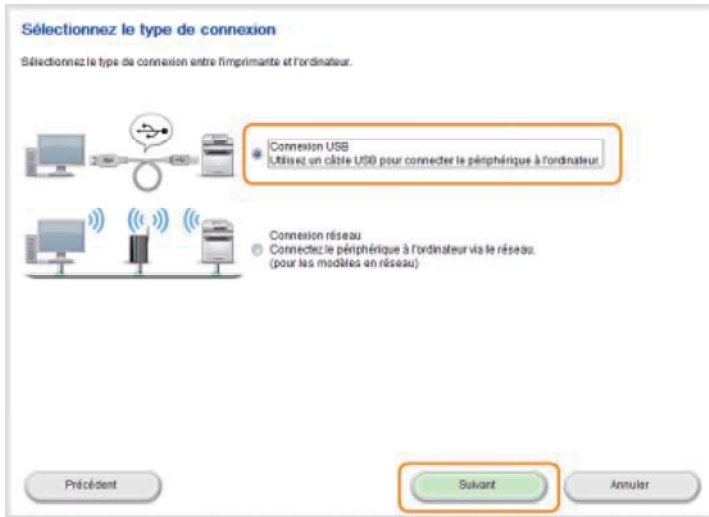 Sélectionnez le type de connexion
Sélectionnez le type de connexion entre l'imprimante et l'ordinateur.
Connexion USB
Utilisez un câble USB pour connecter le périphérique à l'ordinateur.
Connexion réseau
Connectez le périphérique à l'ordinateur via le réseau.
(pour les modèles en réseau)
Précédent
Suivant
Annuler